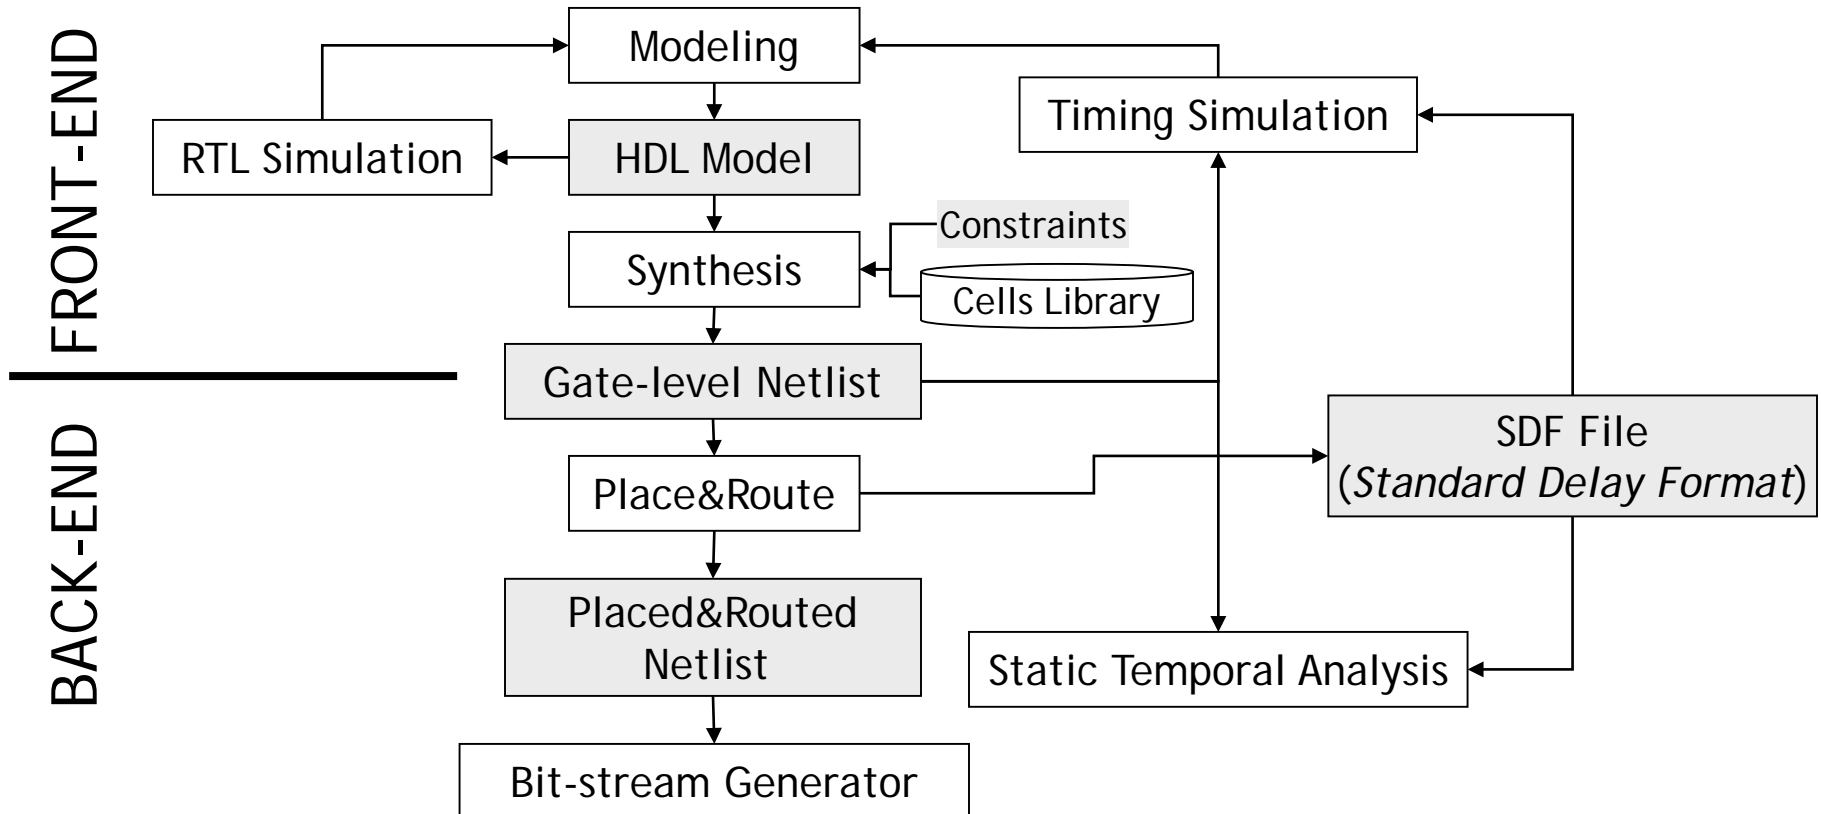 FRONT-END
BACK-END
Modeling
Timing Simulation
RTL Simulation
HDL Model
Constraints
Synthesis
Cells Library
Gate-level Netlist
SDF File
(Standard Delay Format)
Place&Route
Placed&Routed
Netlist
Static Temporal Analysis
Bit-stream Generator